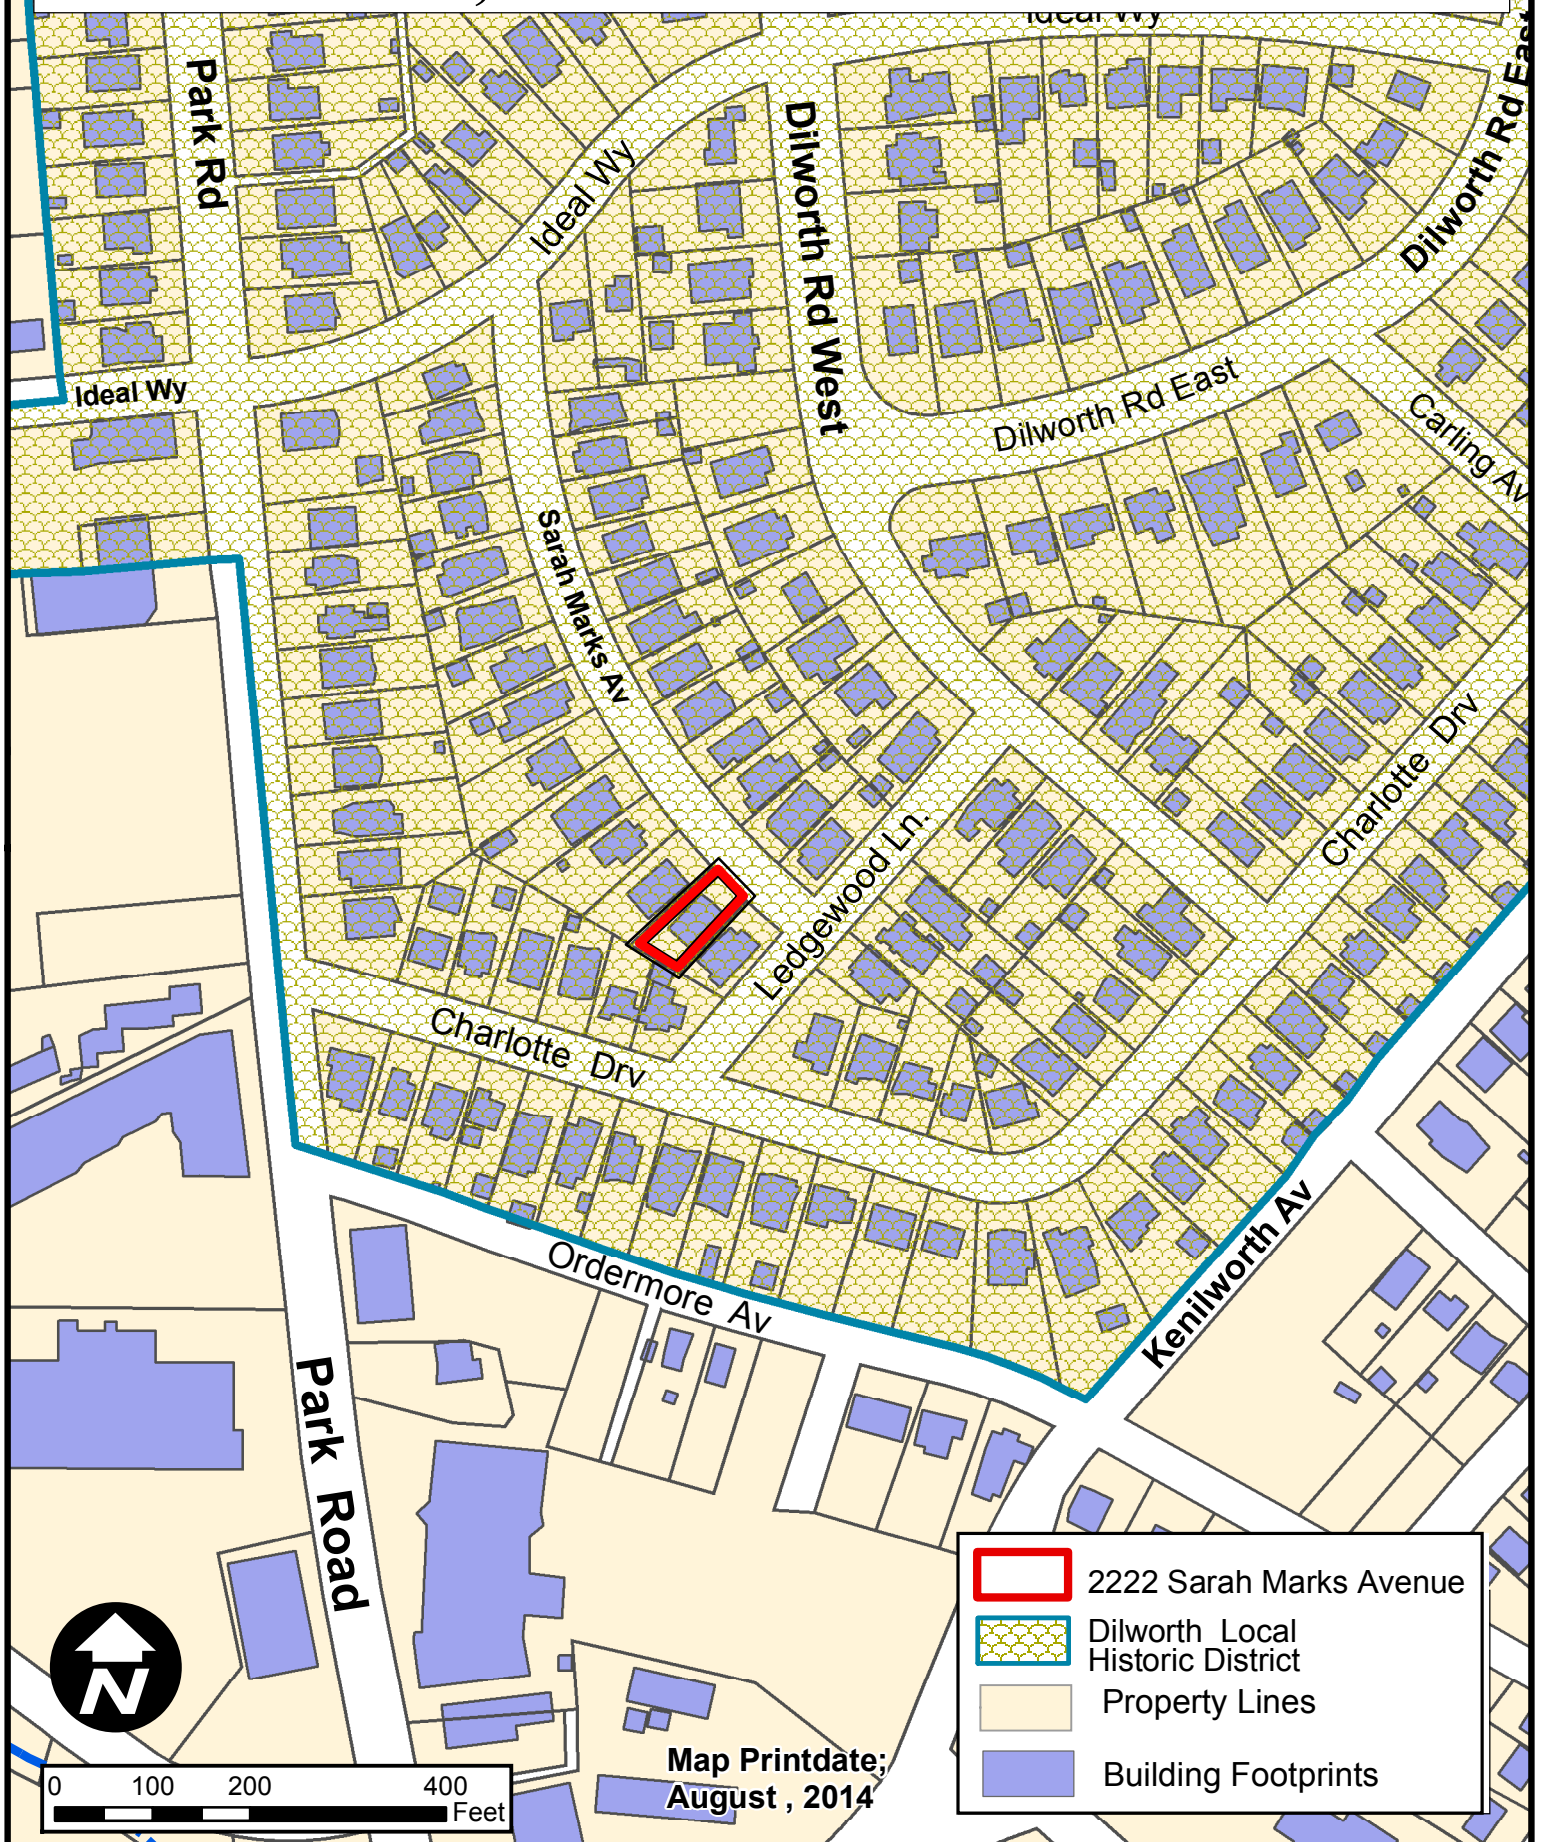 Ideal Wy
Park Rd
Dilworth Rd West
Dilworth Rd East
Ideal Wy
Ideal Wy
Dilworth Rd East
Carling Av
Sarah Marks Av
Charlotte Drv
Ledgewood Ln.
Charlotte Drv
Ordermore Av
Kenilworth Av
Park Road
2222 Sarah Marks Avenue
Dilworth Local
Historic District
Property Lines
Building Footprints
N
Map Printdate;
August , 2014
0 100 200 400
Feet